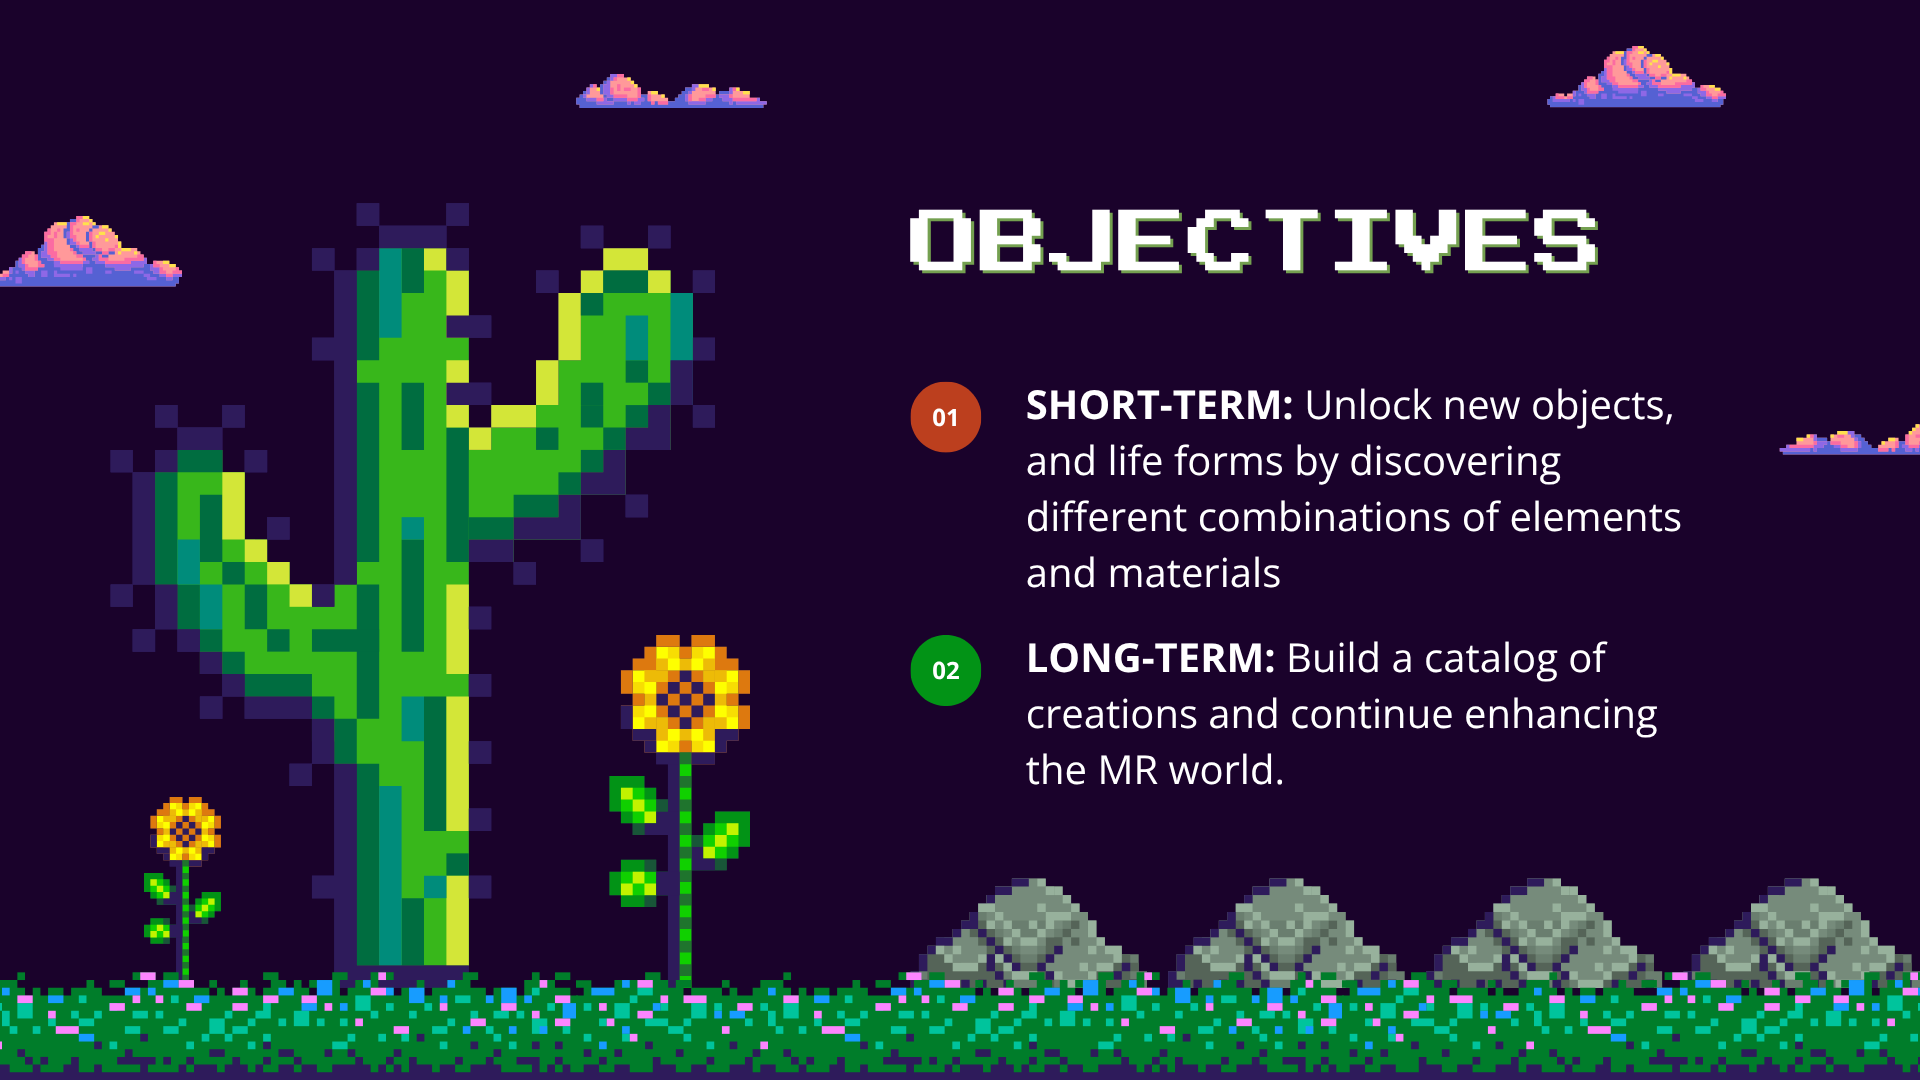 OBJECTIVES
01
SHORT-TERM: Unlock new objects,
and life forms by discovering
different combinations of elements
and materials
02
LONG-TERM: Build a catalog of
creations and continue enhancing
the MR world.